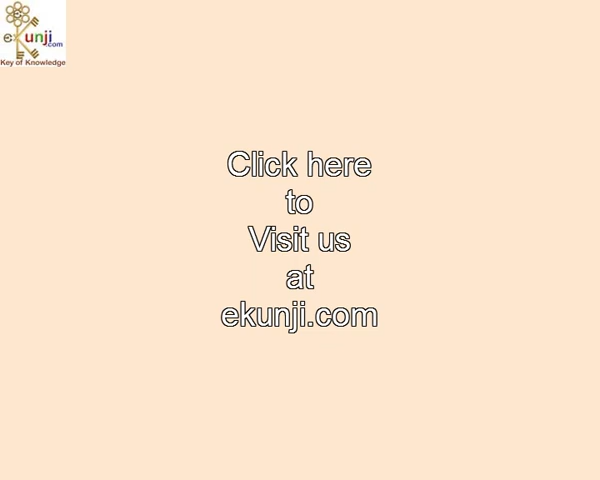 ekunji
.com
Key of Knowledge
Click here
to
Visit us
at
ekunji.com